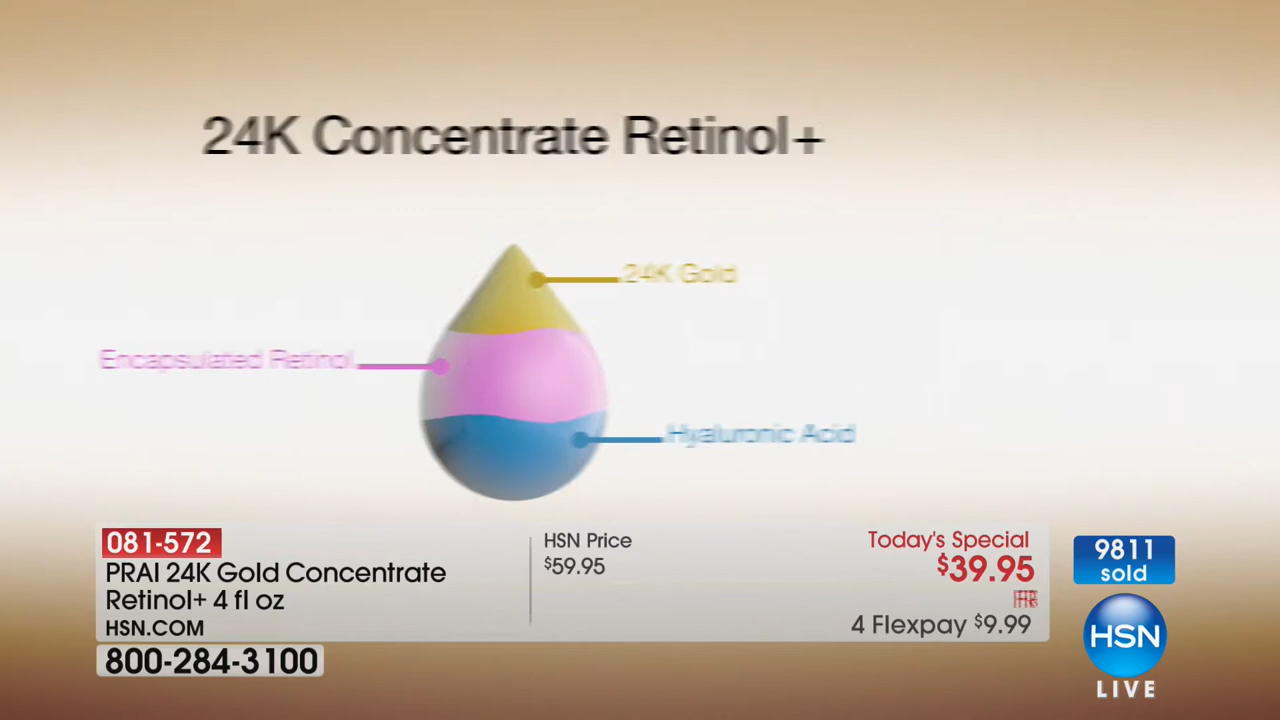 24K Concentrate Retinol+
24K Gold
Encapsulated Retinol
Hyaluronic Acid
081-572
PRAI 24K Gold Concentrate
Retinol+ 4 fl oz
HSN.COM
800-284-3100
HSN Price
$59.95
Today's Special
$39.95
4 Flexpay $9.99
9811
sold
HSN
LIVE